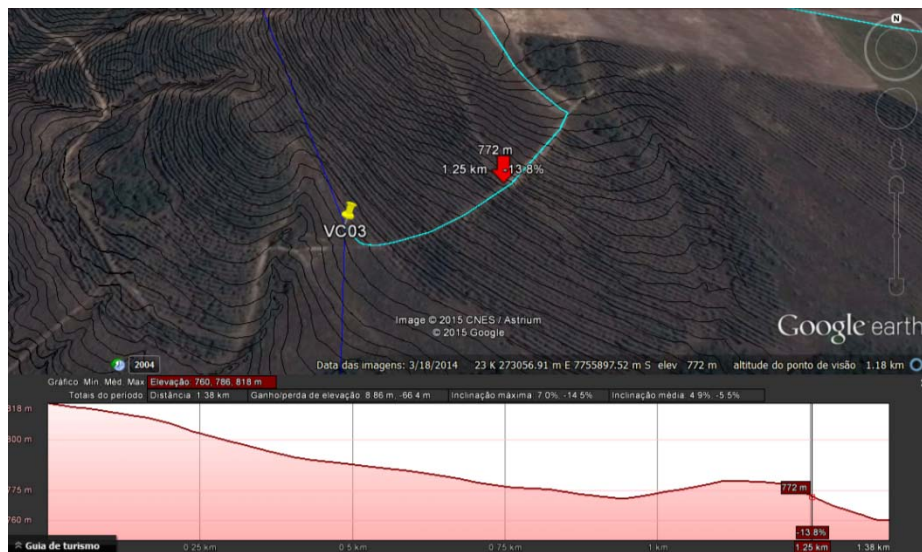 N
772 m
1.25 km -13.8%
VC03
Image © 2015 CNES / Astrium
© 2015 Google
Google earth
2004
Data das imagens: 3/18/2014 23 K 273056.91 m E 7755897.52 m S elev 772 m altitude do ponto de visão 1.18 km
Gráfico Mín, Méd, Máx Elevação 760, 786, 818 m
Totais do período Distância: 1.38 km Ganho/perda de elevação: 8.86 m, -66.4 m Inclinação máxima: 7.0%, -14.5% Inclinação média: 4.9%, -5.5%
818 m
800 m
775 m
772 m
760 m
-13.8%
Guia de turismo
0.25 km 0.5 km 0.75 km 1 km 1.25 km 1.38 km